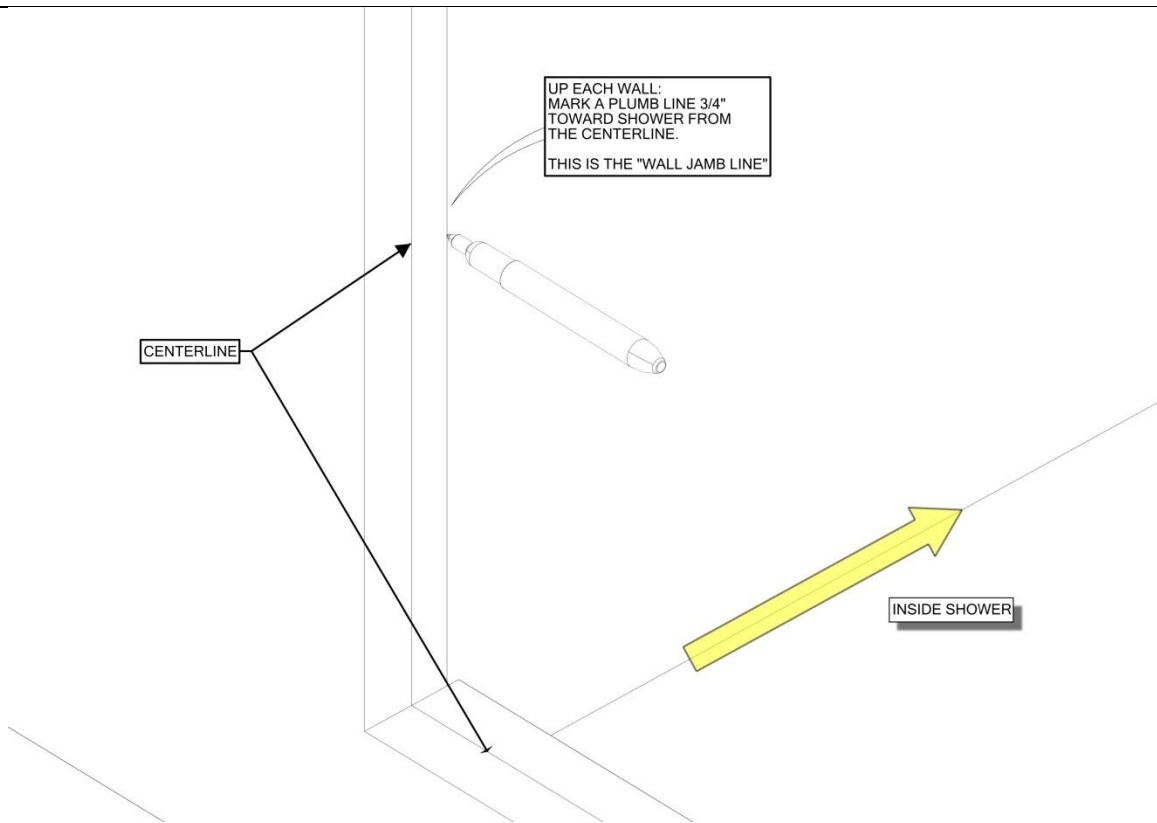 UP EACH WALL:
MARK A PLUMB LINE 3/4"
TOWARD SHOWER FROM
THE CENTERLINE.
THIS IS THE "WALL JAMB LINE"
CENTERLINE
INSIDE SHOWER